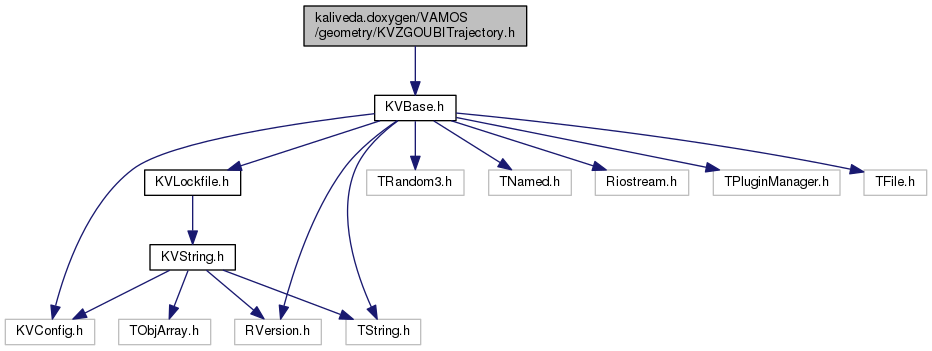 kaliveda.doxygen/VAMOS
/geometry/KVZGOUBITrajectory.h
KVBase.h
KVLockfile.h
TRandom3.h
TNamed.h
Riostream.h
TPluginManager.h
TFile.h
KVString.h
KVConfig.h
TObjArray.h
RVersion.h
TString.h